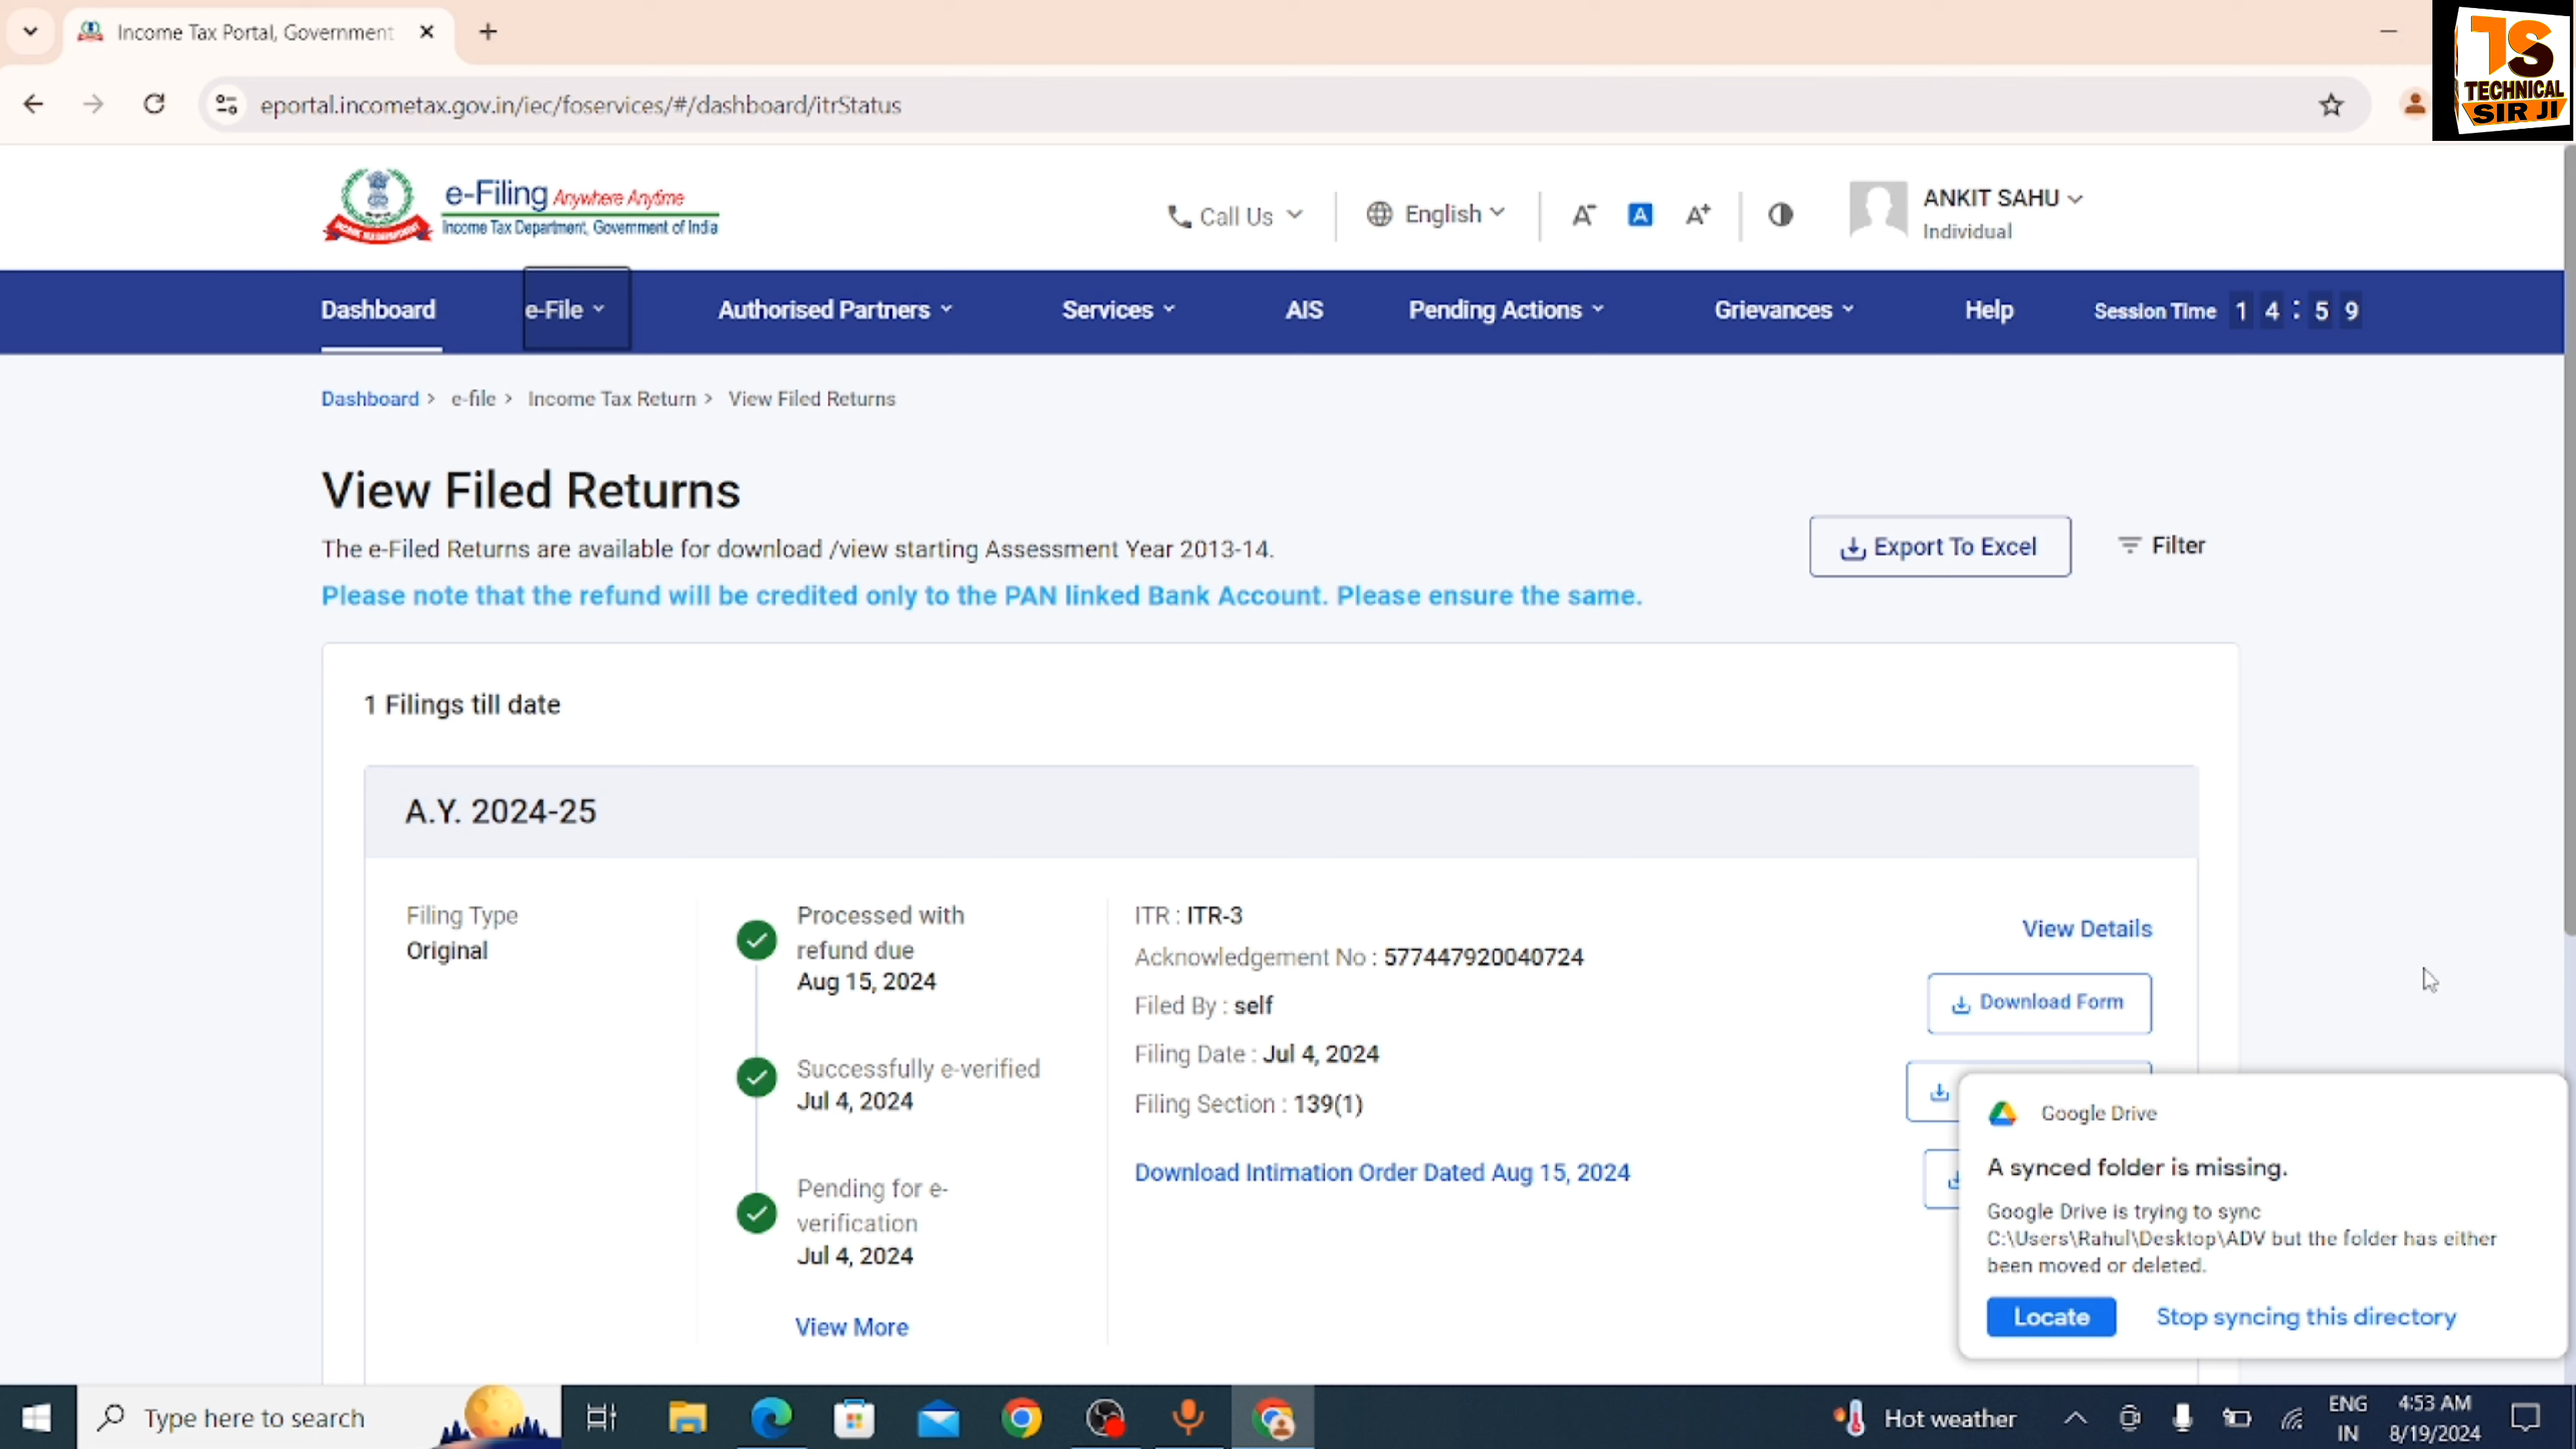 Income Tax Portal, Government
eportal.incometax.gov.in/iec/foservices/#/dashboard/itrStatus
TS
TECHNICAL
SIR JI
e-Filing Anywhere Anytime
Income Tax Department, Government of India
Call Us
English
A-
A
A+
ANKIT SAHU
Individual
Dashboard
e-File
Authorised Partners
Services
AIS
Pending Actions
Grievances
Help
Session Time 14:59
Dashboard > e-file > Income Tax Return > View Filed Returns
View Filed Returns
The e-Filed Returns are available for download /view starting Assessment Year 2013-14.
Please note that the refund will be credited only to the PAN linked Bank Account. Please ensure the same.
Export To Excel
Filter
1 Filings till date
A.Y. 2024-25
Filing Type
Original
Processed with
refund due
Aug 15, 2024
Successfully e-verified
Jul 4, 2024
Pending for e-
verification
Jul 4, 2024
View More
ITR : ITR-3
Acknowledgement No : 577447920040724
Filed By : self
Filing Date : Jul 4, 2024
Filing Section : 139(1)
Download Intimation Order Dated Aug 15, 2024
View Details
Download Form
Google Drive
A synced folder is missing.
Google Drive is trying to sync
C:\Users\Rahul\Desktop\ADV but the folder has either
been moved or deleted.
Locate
Stop syncing this directory
Type here to search
Hot weather
ENG
IN
4:53 AM
8/19/2024